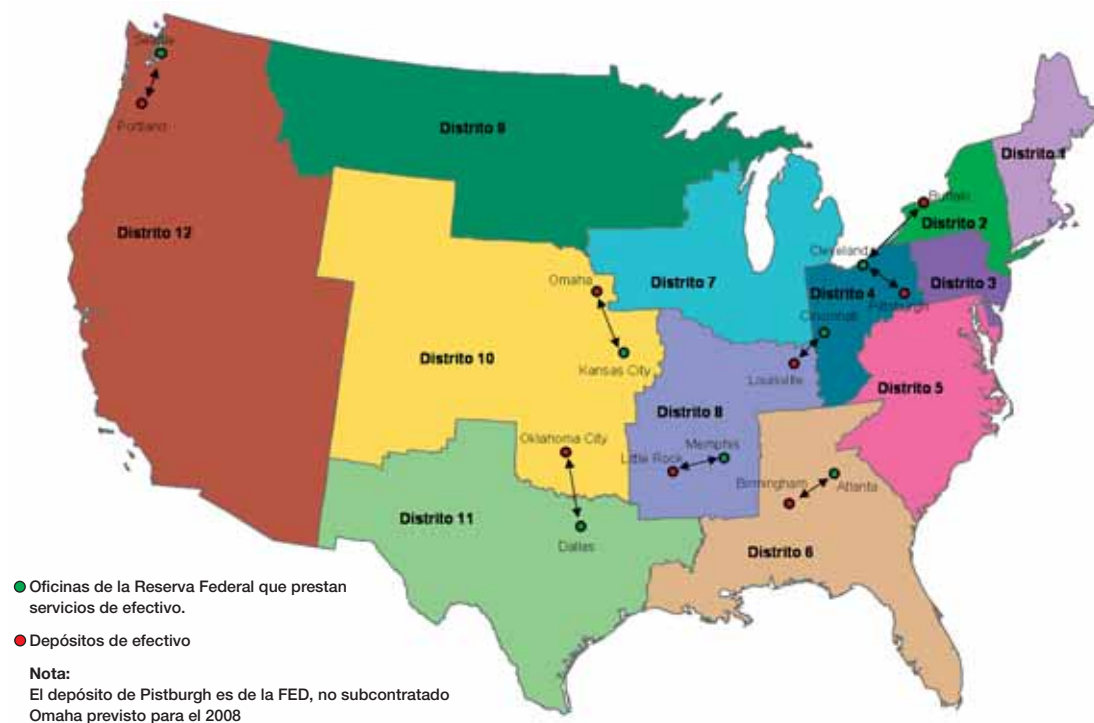 Seattle
Portland
Distrito 9
Distrito 1
Buffalo
Distrito 2
Distrito 12
Cleveland
Distrito 3
Omaha
Distrito 7
Distrito 4
Pittsburgh
Cincinnati
Distrito 10
Kansas City
Louisville
Distrito 5
Distrito 8
Oklahoma City
Memphis
Little Rock
Birmingham
Atlanta
Distrito 11
Dallas
Distrito 6
Oficinas de la Reserva Federal que prestan
servicios de efectivo.
Depósitos de efectivo
Nota:
El depósito de Pistburgh es de la FED, no subcontratado
Omaha previsto para el 2008